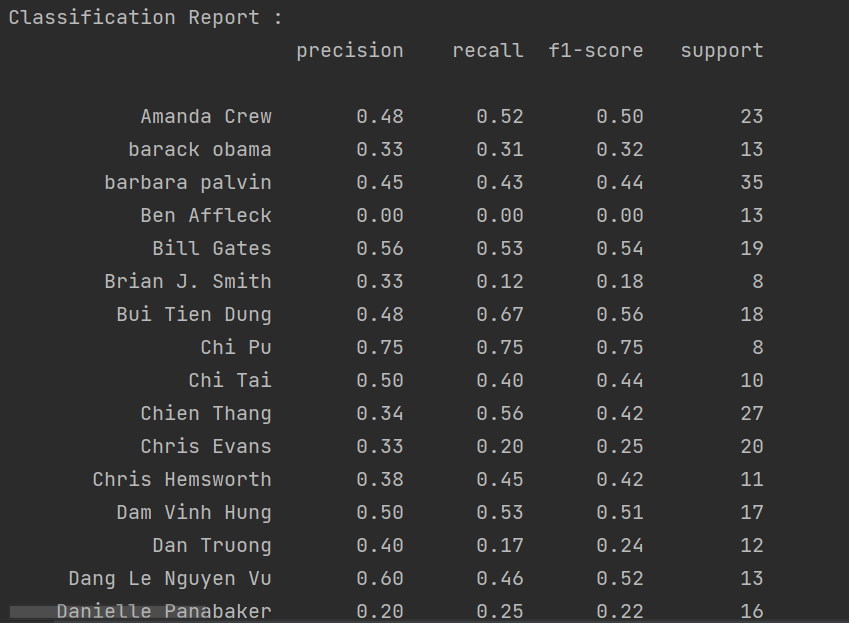 Classification Report :
precision recall f1-score support
Amanda Crew 0.48 0.52 0.50 23
barack obama 0.33 0.31 0.32 13
barbara palvin 0.45 0.43 0.44 35
Ben Affleck 0.00 0.00 0.00 13
Bill Gates 0.56 0.53 0.54 19
Brian J. Smith 0.33 0.12 0.18 8
Bui Tien Dung 0.48 0.67 0.56 18
Chi Pu 0.75 0.75 0.75 8
Chi Tai 0.50 0.40 0.44 10
Chien Thang 0.34 0.56 0.42 27
Chris Evans 0.33 0.20 0.25 20
Chris Hemsworth 0.38 0.45 0.42 11
Dam Vinh Hung 0.50 0.53 0.51 17
Dan Truong 0.40 0.17 0.24 12
Dang Le Nguyen Vu 0.60 0.46 0.52 13
Danielle Panabaker 0.20 0.25 0.22 16